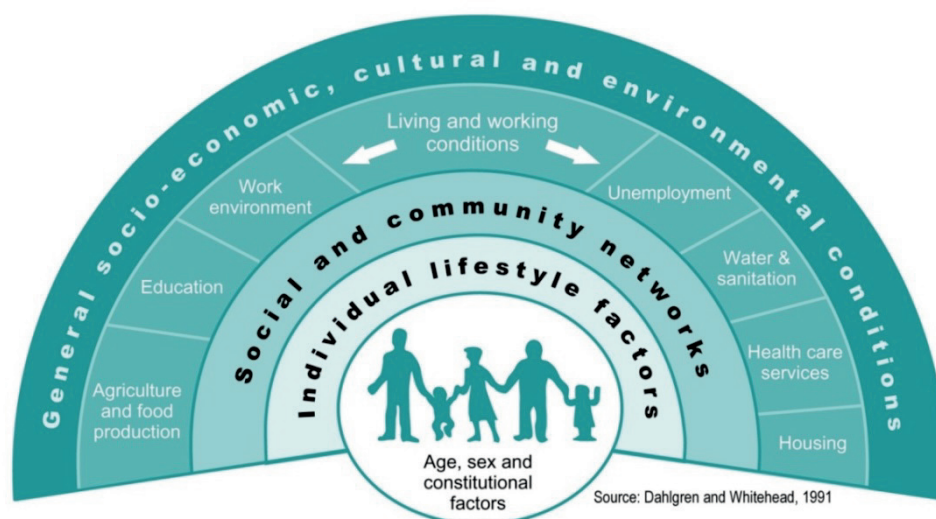 General socio-economic, cultural and environmental conditions
Living and working
conditions
Work
environment
Unemployment
Education
Water &
sanitation
Agriculture
and food
production
Health care
services
Housing
Social and community networks
Individual lifestyle factors
Age, sex and
constitutional
factors
Source: Dahlgren and Whitehead, 1991